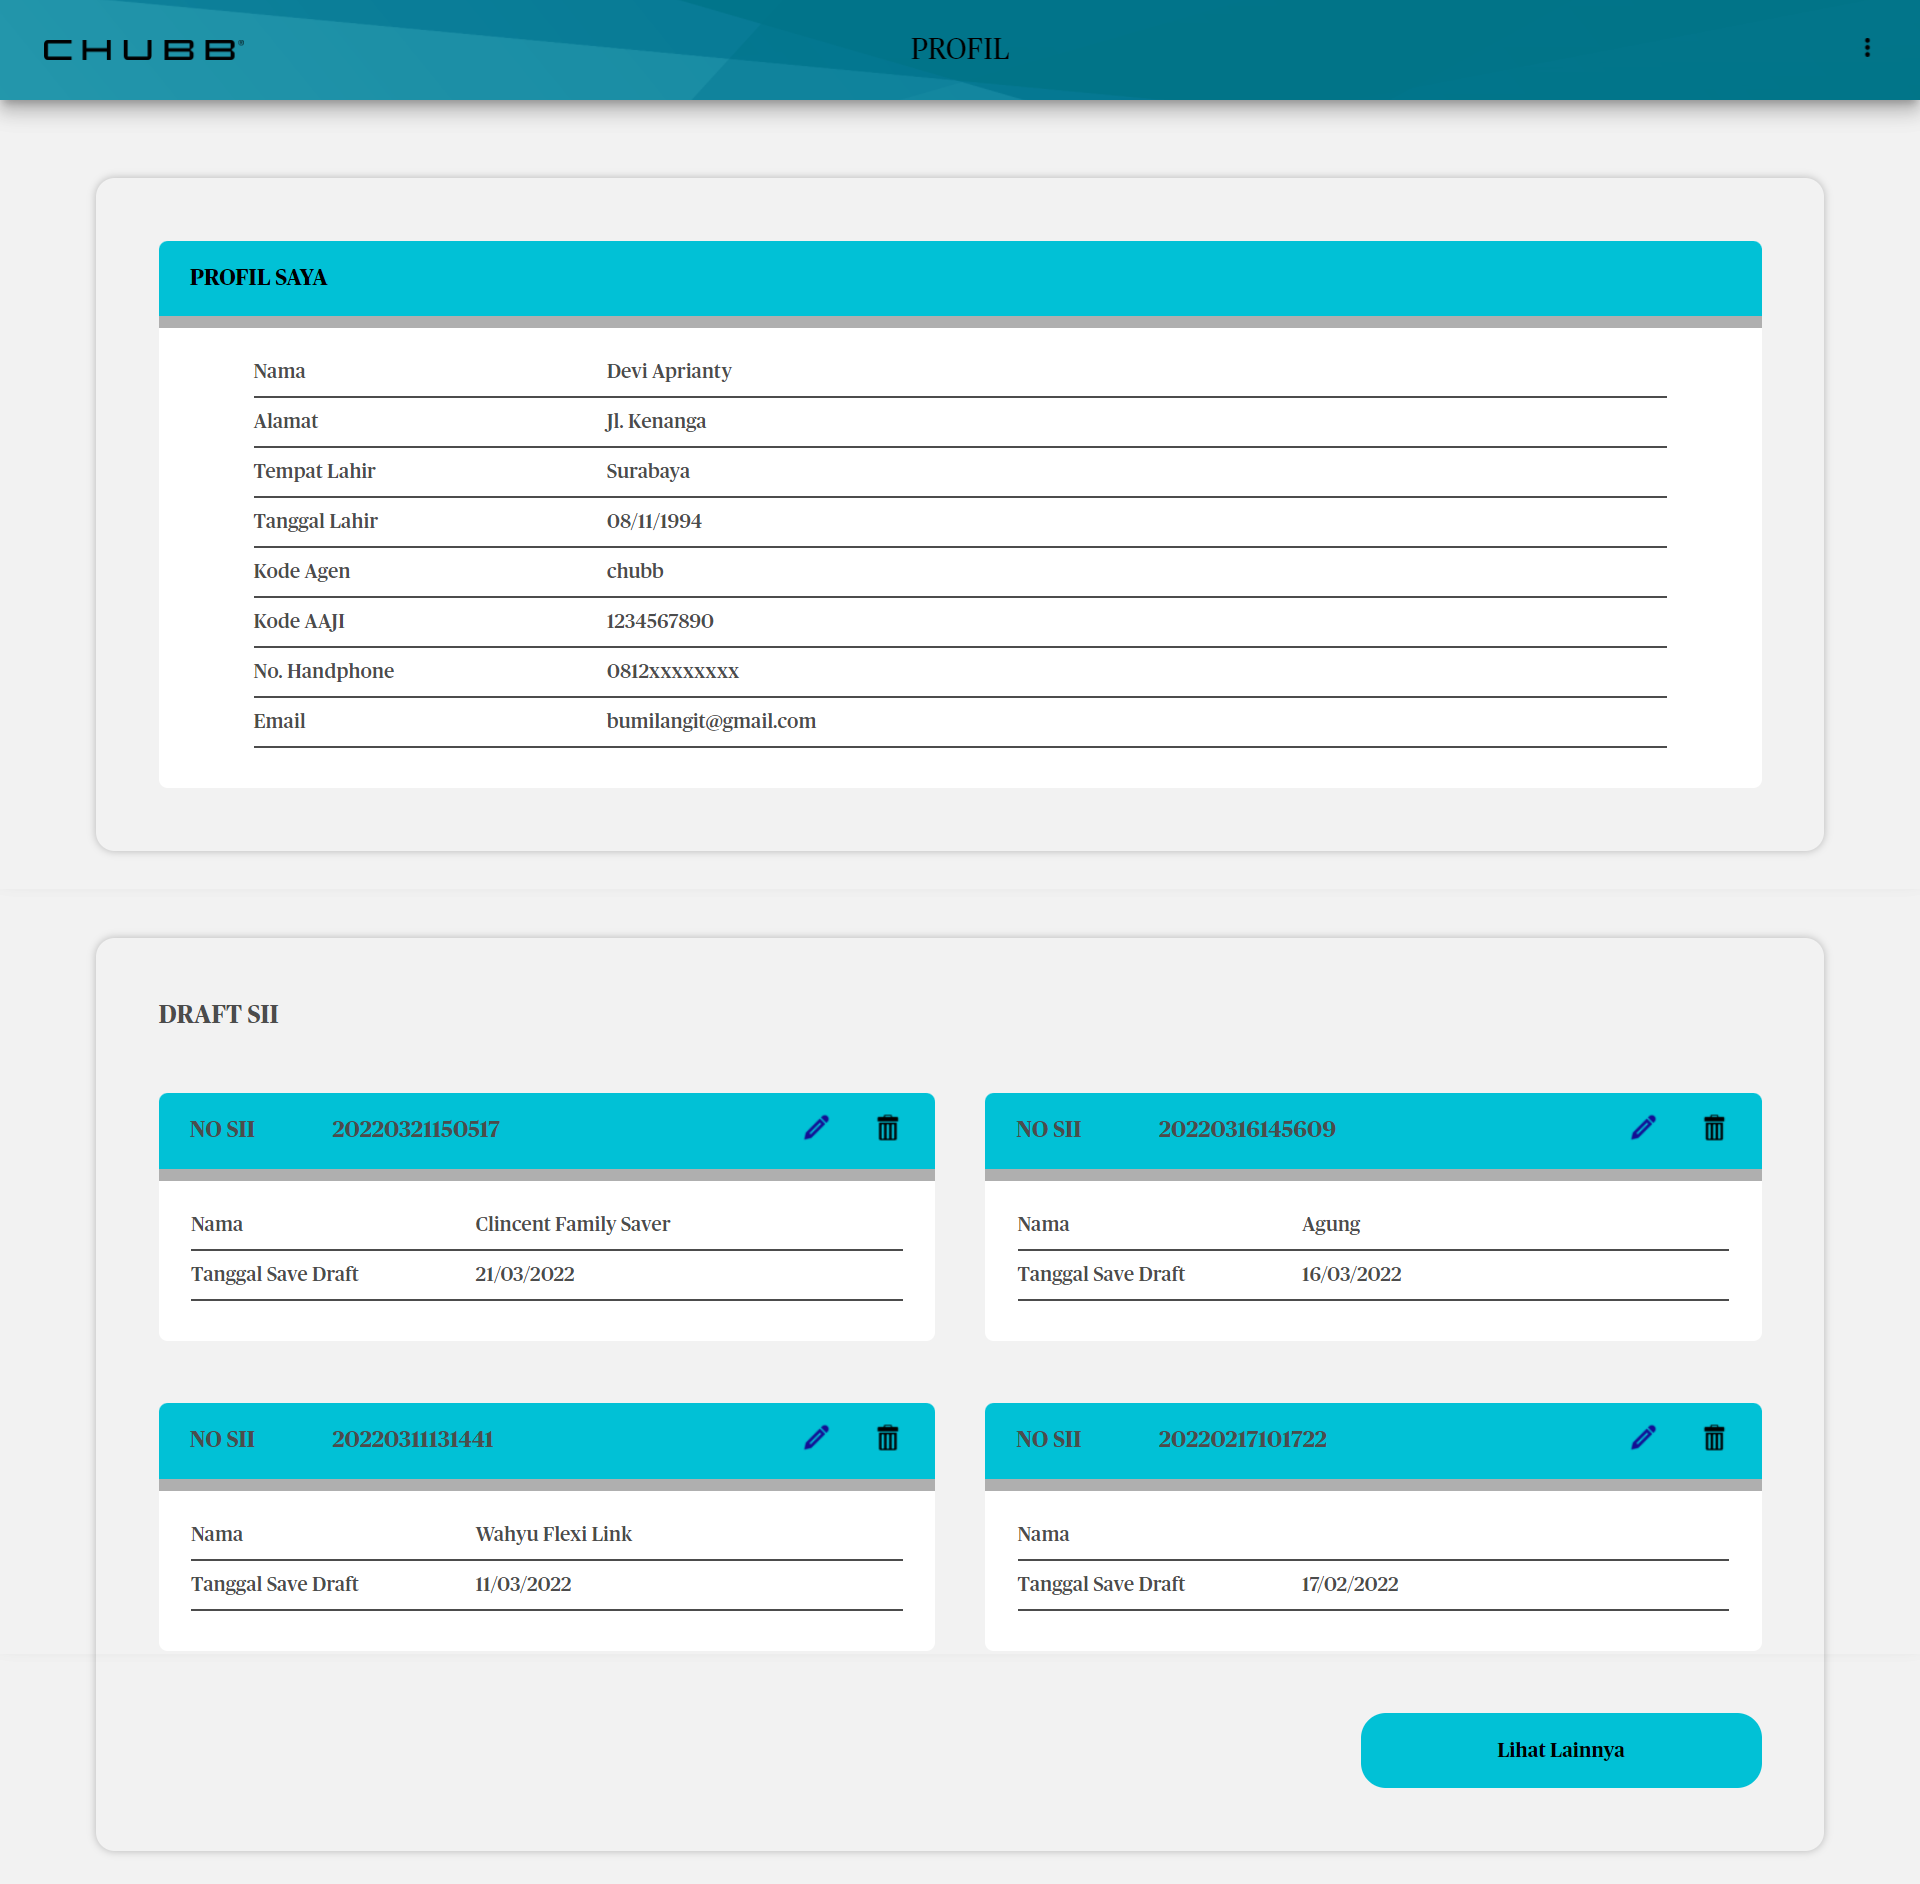 CHUBB®
PROFIL
PROFIL SAYA
Nama Devi Aprianty
Alamat Jl. Kenanga
Tempat Lahir Surabaya
Tanggal Lahir 08/11/1994
Kode Agen chubb
Kode AAJI 1234567890
No. Handphone 0812xxxxxxxx
Email bumilangit@gmail.com
DRAFT SII
NO SII 20220321150517
Nama Clincent Family Saver
Tanggal Save Draft 21/03/2022
NO SII 20220316145609
Nama Agung
Tanggal Save Draft 16/03/2022
NO SII 20220311131441
Nama Wahyu Flexi Link
Tanggal Save Draft 11/03/2022
NO SII 20220217101722
Nama
Tanggal Save Draft 17/02/2022
Lihat Lainnya